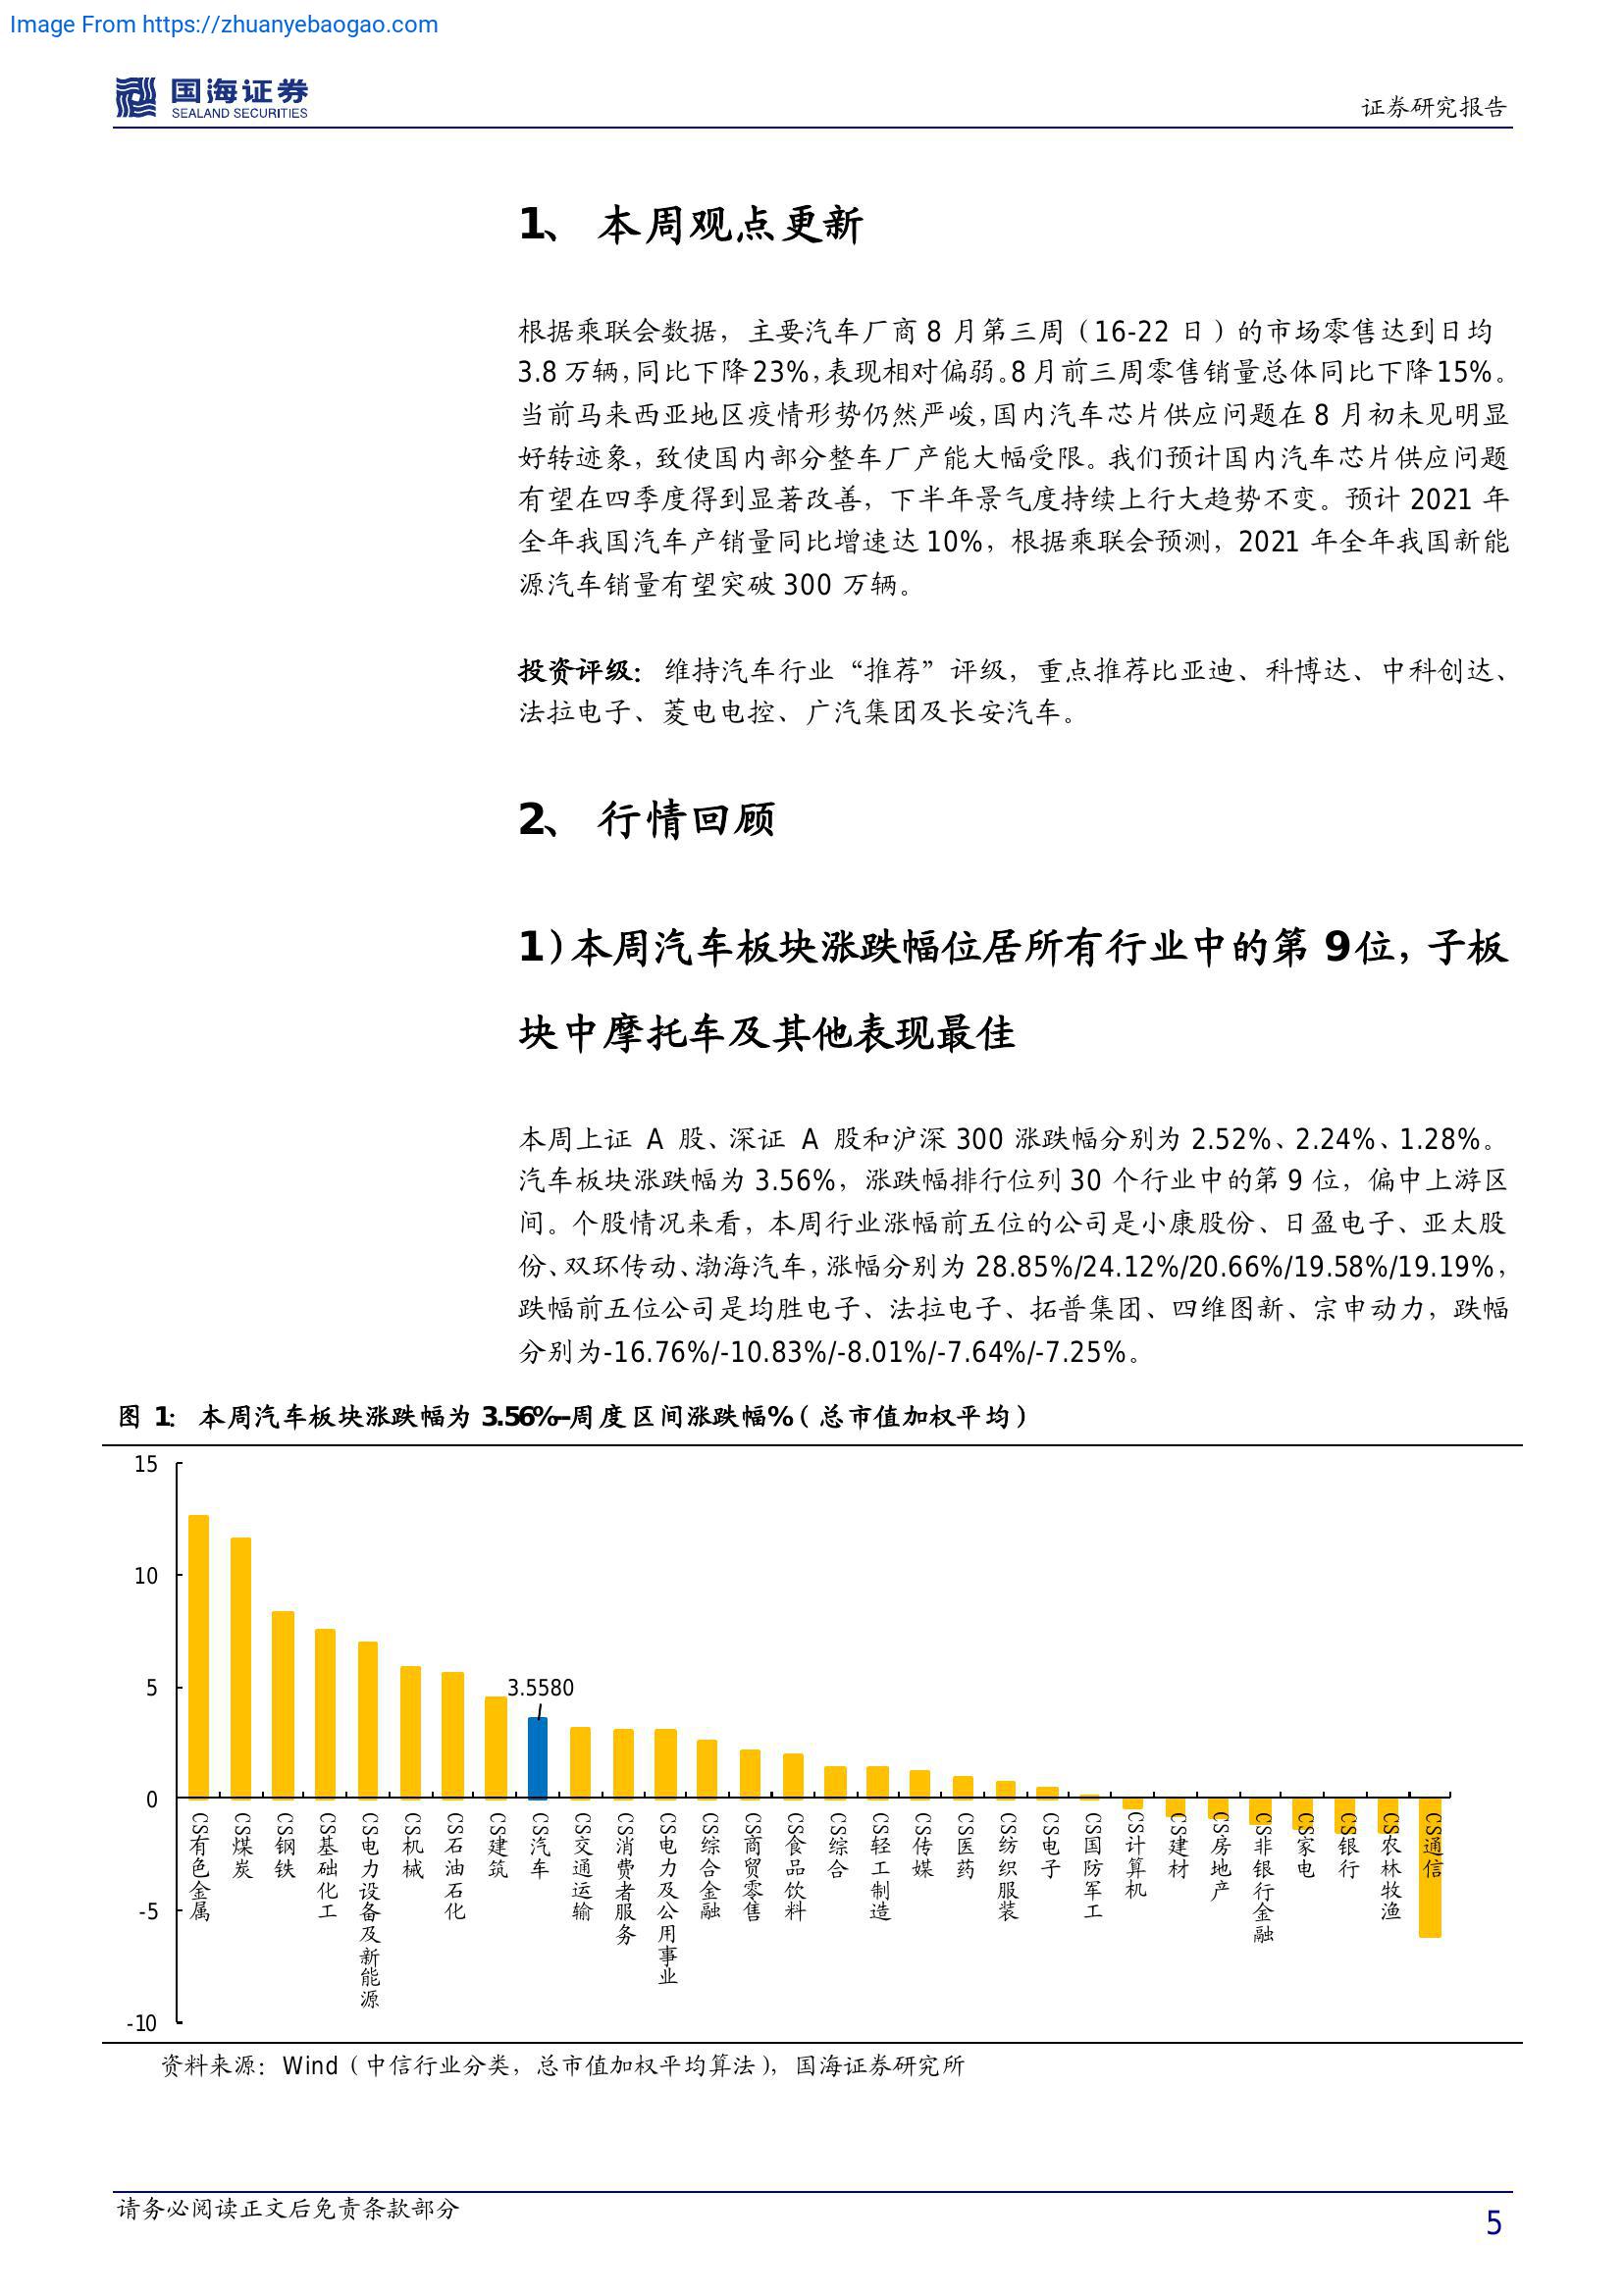 Image From https://zhuanyebaogao.com
国海证券
SEALAND SECURITIES
证券研究报告
1、 本周观点更新
根据乘联会数据，主要汽车厂商 8 月第三周（16-22 日）的市场零售达到日均
3.8 万辆，同比下降 23%，表现相对偏弱。8 月前三周零售销量总体同比下降 15%。
当前马来西亚地区疫情形势仍然严峻，国内汽车芯片供应问题在 8 月初未见明显
好转迹象，致使国内部分整车厂产能大幅受限。我们预计国内汽车芯片供应问题
有望在四季度得到显著改善，下半年景气度持续上行大趋势不变。预计 2021 年
全年我国汽车产销量同比增速达 10%，根据乘联会预测，2021 年全年我国新能
源汽车销量有望突破 300 万辆。
投资评级：维持汽车行业“推荐”评级，重点推荐比亚迪、科博达、中科创达、
法拉电子、菱电电控、广汽集团及长安汽车。
2、 行情回顾
1）本周汽车板块涨跌幅位居所有行业中的第 9位，子板
块中摩托车及其他表现最佳
本周上证 A 股、深证 A 股和沪深 300 涨跌幅分别为 2.52%、2.24%、1.28%。
汽车板块涨跌幅为 3.56%，涨跌幅排行位列 30 个行业中的第 9 位，偏中上游区
间。个股情况来看，本周行业涨幅前五位的公司是小康股份、日盈电子、亚太股
份、双环传动、渤海汽车，涨幅分别为 28.85%/24.12%/20.66%/19.58%/19.19%，
跌幅前五位公司是均胜电子、法拉电子、拓普集团、四维图新、宗申动力，跌幅
分别为-16.76%/-10.83%/-8.01%/-7.64%/-7.25%。
图 1：本周汽车板块涨跌幅为 3.56%--周度区间涨跌幅%（总市值加权平均）
15
10
5
0
-5
-10
3.5580
CS有色金属
CS煤炭
CS钢铁
CS基础化工
CS电力设备及新能源
CS机械
CS石油石化
CS建筑
CS汽车
CS交通运输
CS消费者服务
CS电力及公用事业
CS综合金融
CS商贸零售
CS食品饮料
CS综合
CS轻工制造
CS传媒
CS医药
CS纺织服装
CS电子
CS国防军工
CS计算机
CS建材
CS房地产
CS非银行金融
CS家电
CS银行
CS农林牧渔
CS通信
资料来源：Wind（中信行业分类，总市值加权平均算法），国海证券研究所
请务必阅读正文后免责条款部分
5